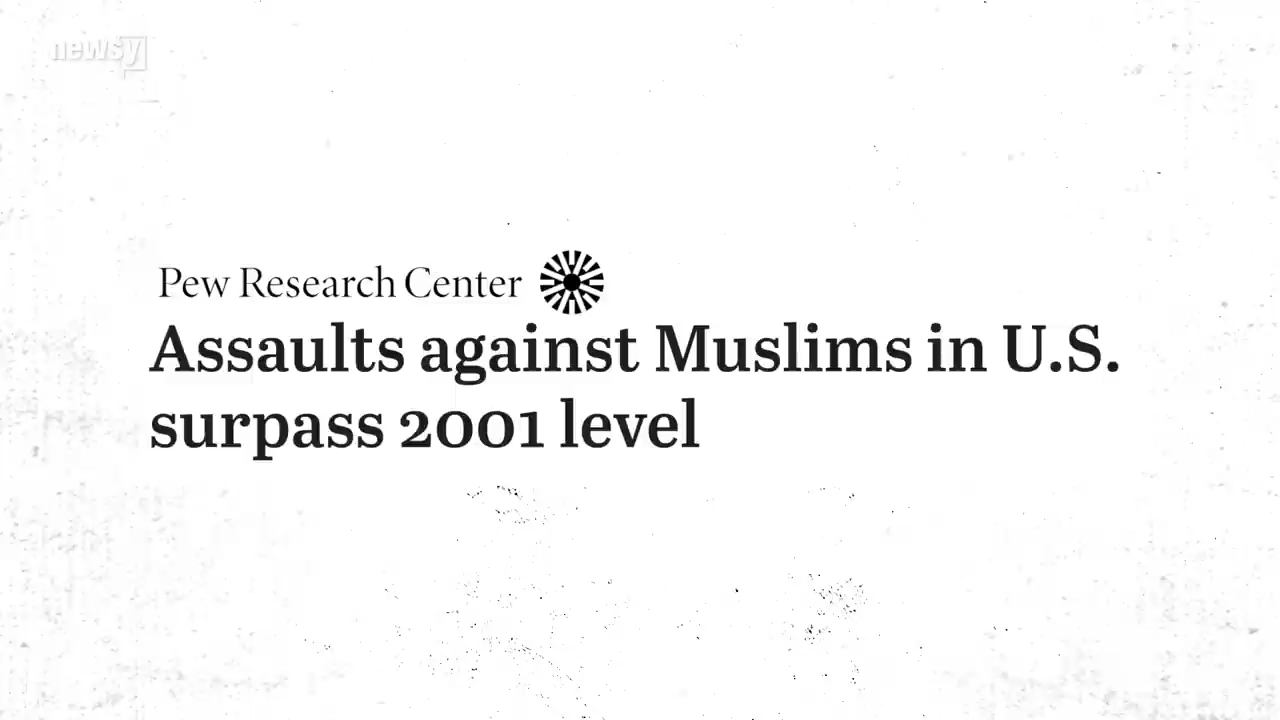 newsy
Pew Research Center
Assaults against Muslims in U.S.
surpass 2001 level